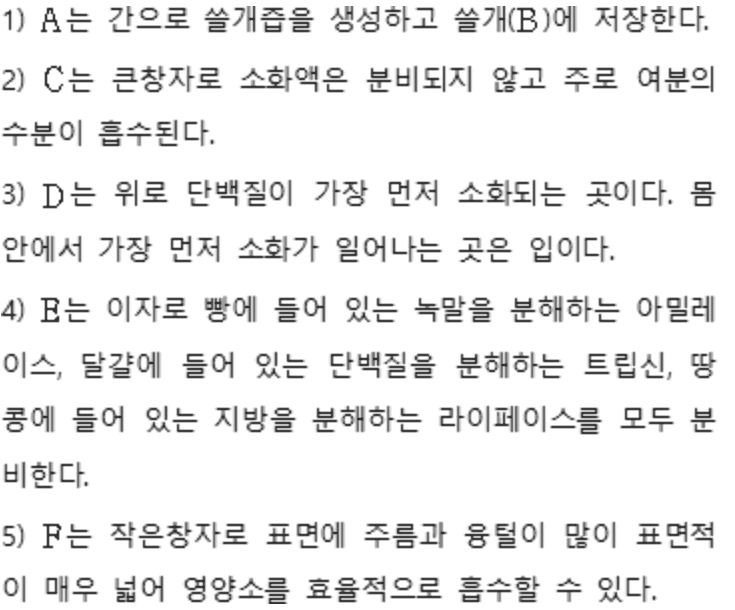 1) A는 간으로 쓸개즙을 생성하고 쓸개(B)에 저장한다.
2) C는 큰창자로 소화액은 분비되지 않고 주로 여분의
수분이 흡수된다.
3) D는 위로 단백질이 가장 먼저 소화되는 곳이다. 몸
안에서 가장 먼저 소화가 일어나는 곳은 입이다.
4) E는 이자로 빵에 들어 있는 녹말을 분해하는 아밀레
이스, 달걀에 들어 있는 단백질을 분해하는 트립신, 땅
콩에 들어 있는 지방을 분해하는 라이페이스를 모두 분
비한다.
5) F는 작은창자로 표면에 주름과 융털이 많이 표면적
이 매우 넓어 영양소를 효율적으로 흡수할 수 있다.